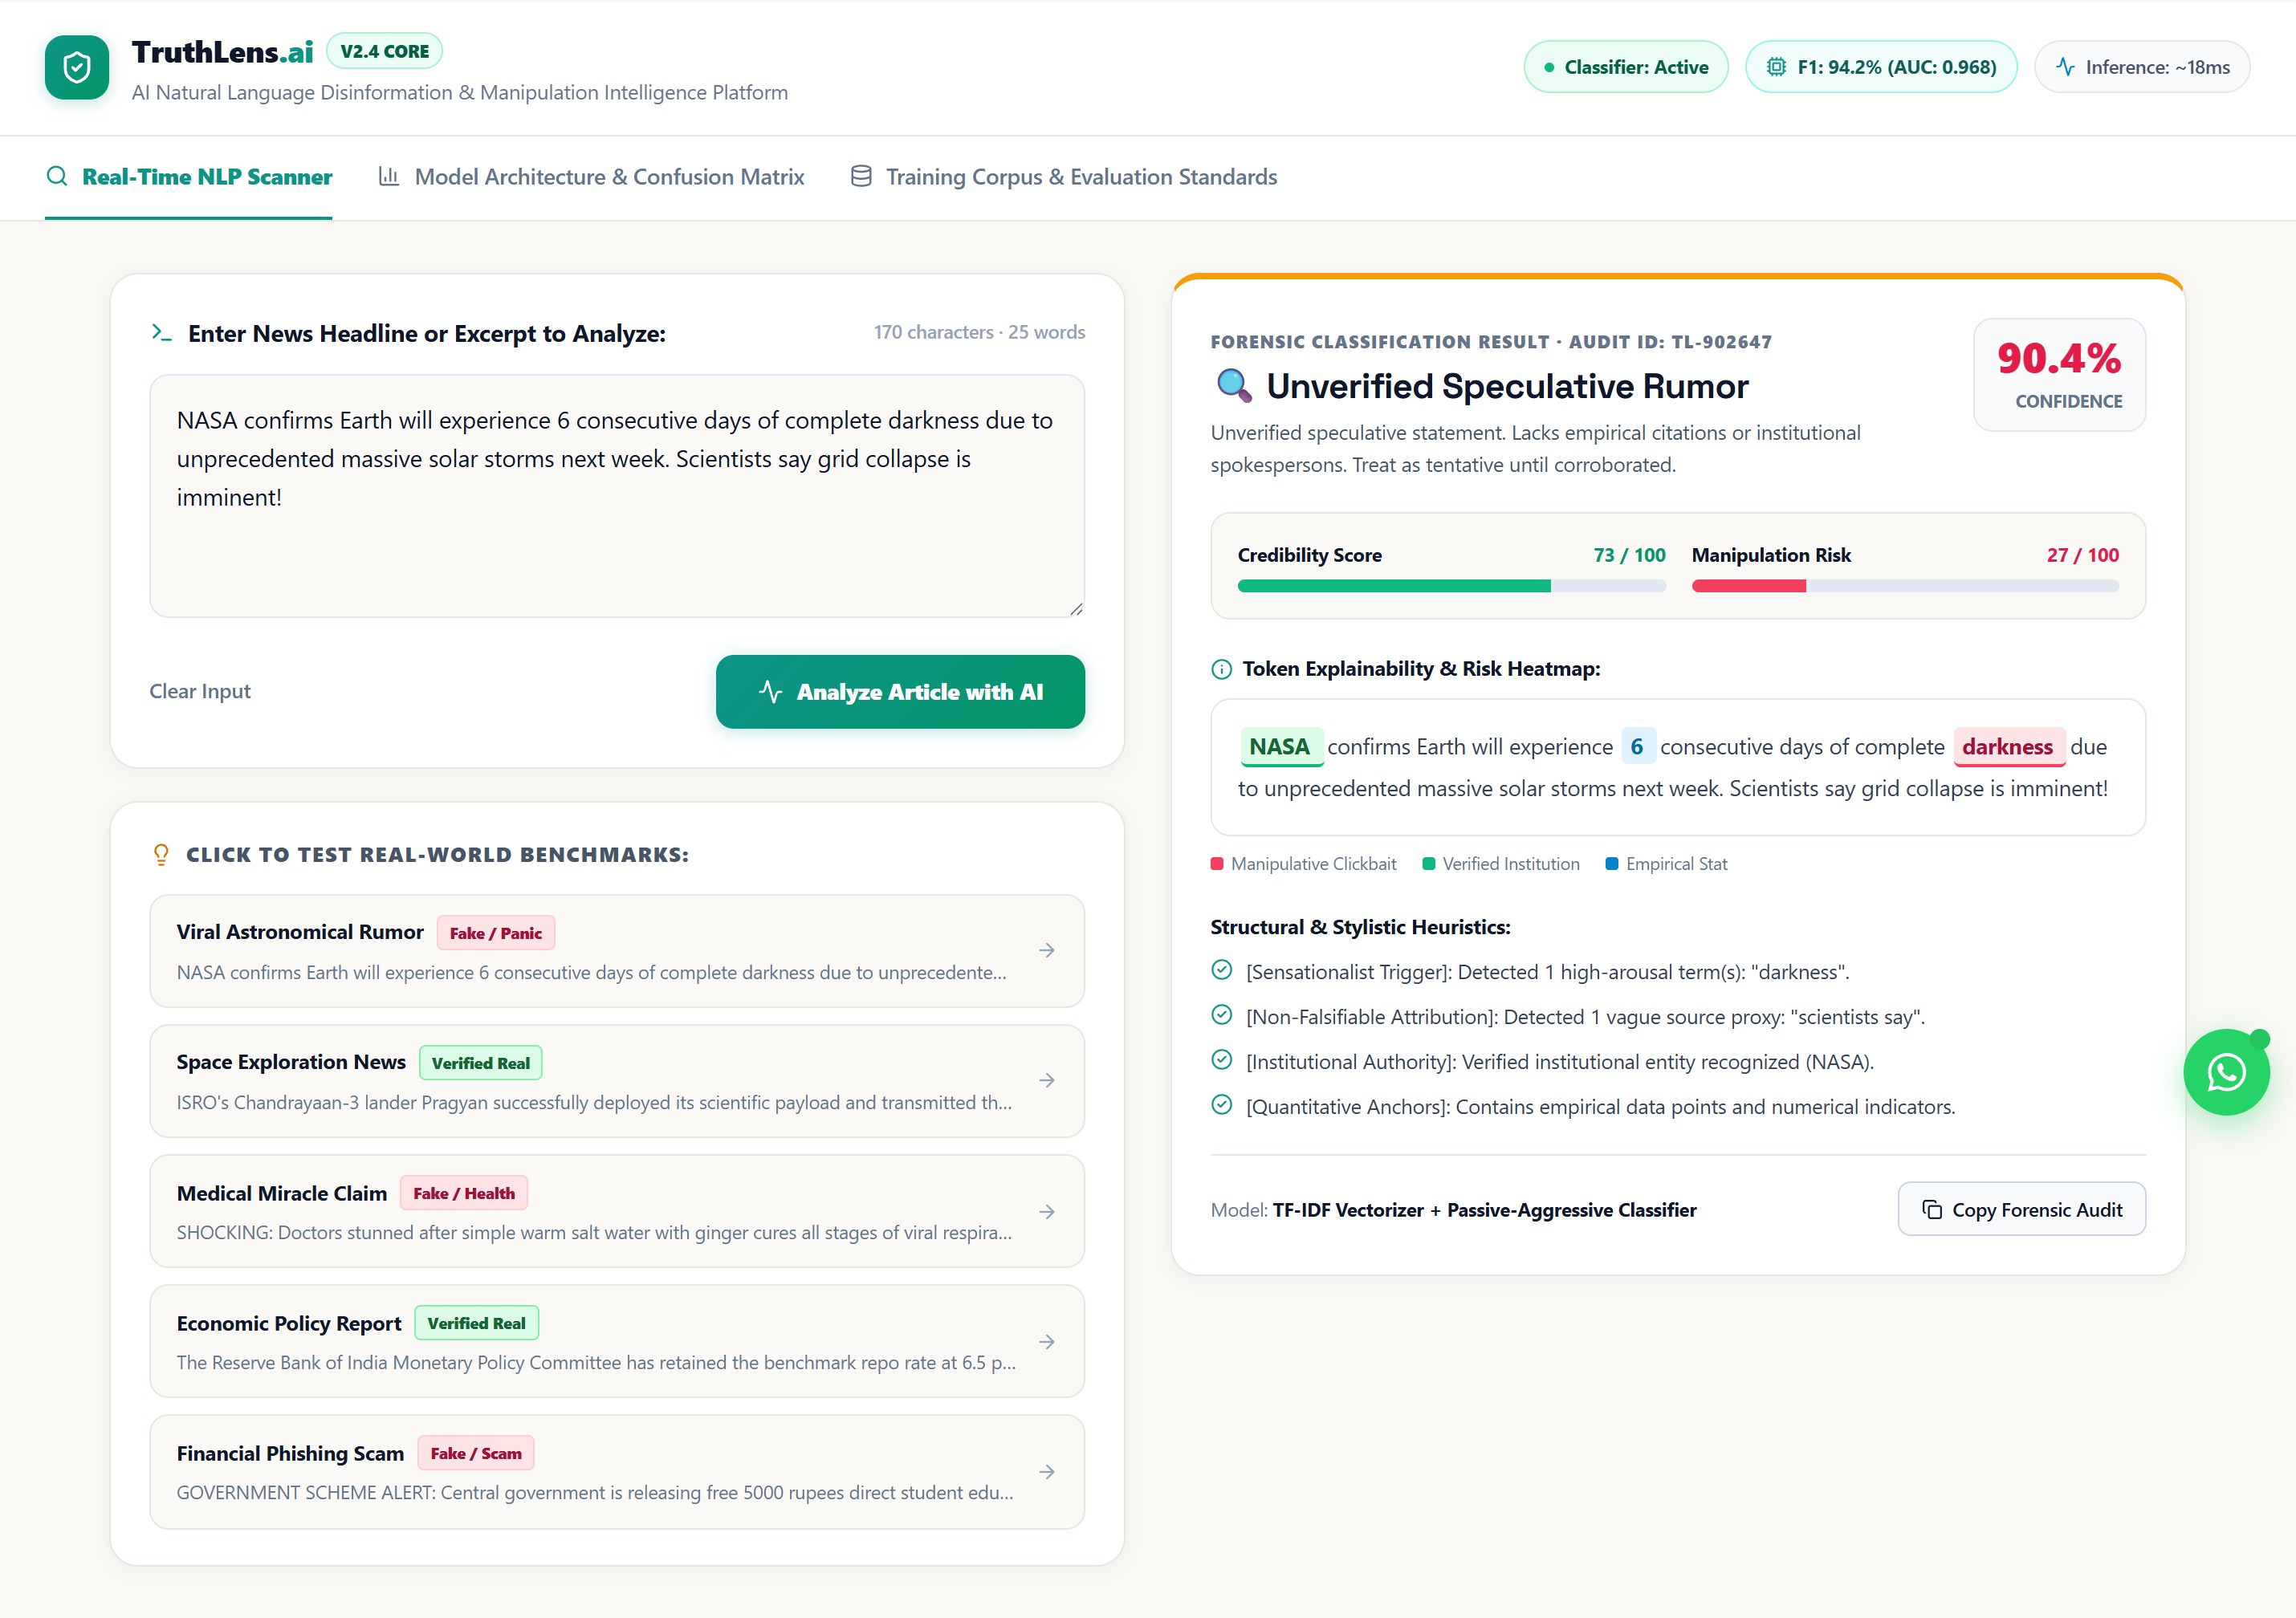 TruthLens.ai V2.4 CORE
AI Natural Language Disinformation & Manipulation Intelligence Platform
Classifier: Active
F1: 94.2% (AUC: 0.968)
Inference: ~18ms
Real-Time NLP Scanner
Model Architecture & Confusion Matrix
Training Corpus & Evaluation Standards
Enter News Headline or Excerpt to Analyze:
170 characters · 25 words
NASA confirms Earth will experience 6 consecutive days of complete darkness due to
unprecedented massive solar storms next week. Scientists say grid collapse is
imminent!
Clear Input
Analyze Article with AI
CLICK TO TEST REAL-WORLD BENCHMARKS:
Viral Astronomical Rumor Fake / Panic
NASA confirms Earth will experience 6 consecutive days of complete darkness due to unprecedente...
Space Exploration News Verified Real
ISRO's Chandrayaan-3 lander Pragyan successfully deployed its scientific payload and transmitted th...
Medical Miracle Claim Fake / Health
SHOCKING: Doctors stunned after simple warm salt water with ginger cures all stages of viral respira...
Economic Policy Report Verified Real
The Reserve Bank of India Monetary Policy Committee has retained the benchmark repo rate at 6.5 p...
Financial Phishing Scam Fake / Scam
GOVERNMENT SCHEME ALERT: Central government is releasing free 5000 rupees direct student edu...
FORENSIC CLASSIFICATION RESULT · AUDIT ID: TL-902647
Unverified Speculative Rumor
Unverified speculative statement. Lacks empirical citations or institutional
spokespersons. Treat as tentative until corroborated.
90.4%
CONFIDENCE
Credibility Score 73 / 100
Manipulation Risk 27 / 100
Token Explainability & Risk Heatmap:
NASA confirms Earth will experience 6 consecutive days of complete darkness due
to unprecedented massive solar storms next week. Scientists say grid collapse is imminent!
Manipulative Clickbait
Verified Institution
Empirical Stat
Structural & Stylistic Heuristics:
[Sensationalist Trigger]: Detected 1 high-arousal term(s): "darkness".
[Non-Falsifiable Attribution]: Detected 1 vague source proxy: "scientists say".
[Institutional Authority]: Verified institutional entity recognized (NASA).
[Quantitative Anchors]: Contains empirical data points and numerical indicators.
Model: TF-IDF Vectorizer + Passive-Aggressive Classifier
Copy Forensic Audit